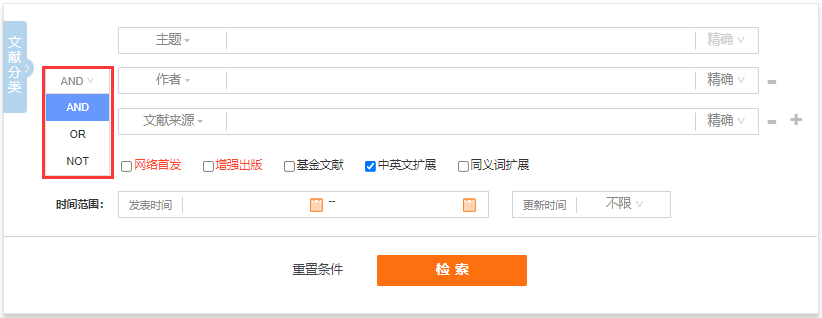 文献分类
主题 精确
AND 作者 精确
AND
文献来源 精确
OR
NOT
网络首发 增强出版 基金文献 中英文扩展 同义词扩展
时间范围: 发表时间 -- 更新时间 不限
重置条件 检索